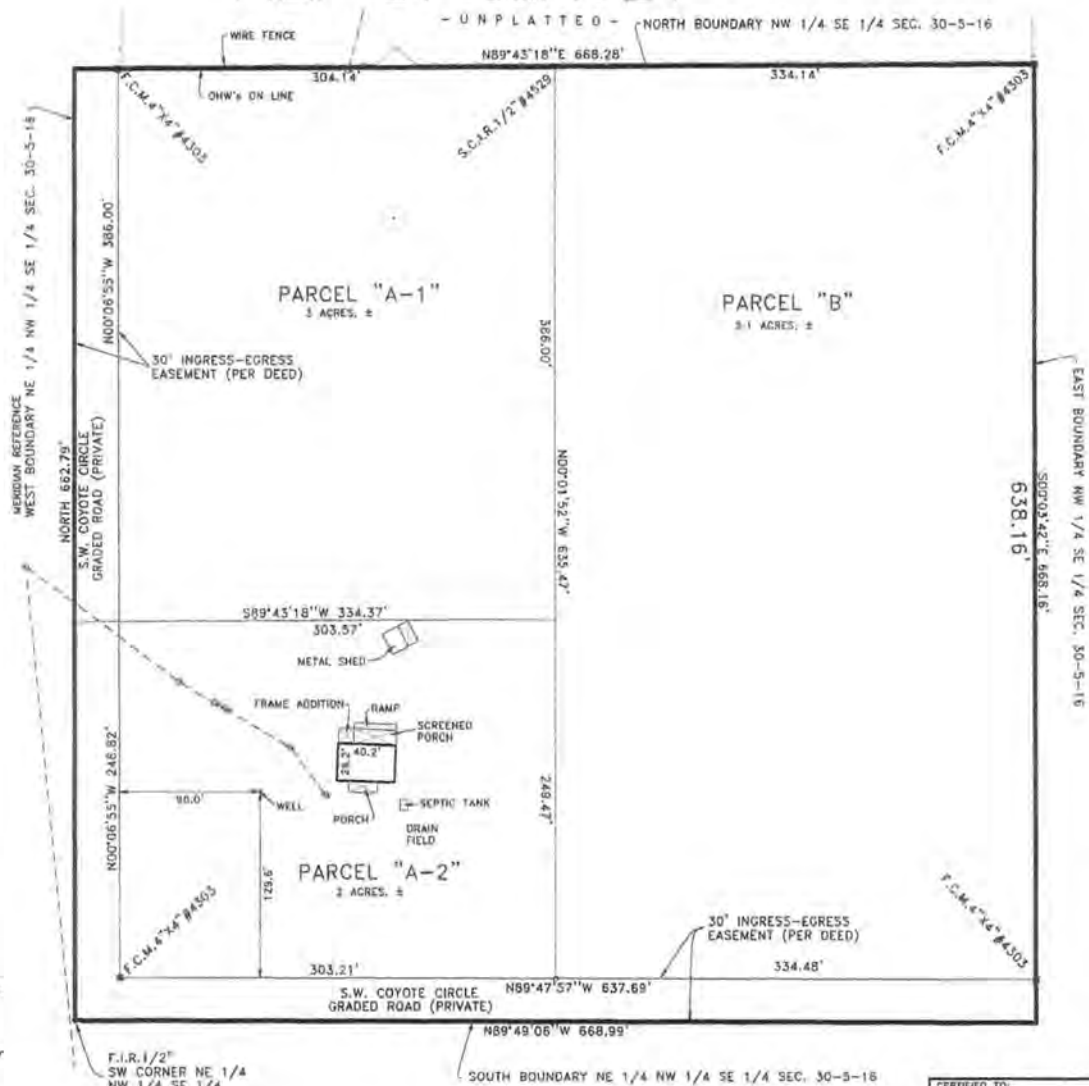 -UNPLATTED-
NORTH BOUNDARY NW 1/4 SE 1/4 SEC. 30-5-16
WIRE FENCE
N89°43'18"E 668.28'
304.14'
334.14'
OHW's ON LINE
F.C.M.4"X4"#4303
S.C.I.R.1/2"#4529
F.C.M.4"X4"#4303
MERIDIAN REFERENCE
WEST BOUNDARY NE 1/4 NW 1/4 SE 1/4 SEC. 30-5-16
NORTH 662.79'
S.W. COYOTE CIRCLE
GRADED ROAD (PRIVATE)
N00°06'55"W 386.00'
PARCEL "A-1"
3 ACRES. ±
PARCEL "B"
5.1 ACRES. ±
30' INGRESS-EGRESS
EASEMENT (PER DEED)
386.00'
N00°01'52"W 635.47'
EAST BOUNDARY NW 1/4 SE 1/4 SEC. 30-5-16
S00°03'42"E 668.16'
638.16'
S89°43'18"W 334.37'
303.57'
METAL SHED
FRAME ADDITION
RAMP
SCREENED
PORCH
28.2'
40.2'
N00°06'55"W 248.82'
249.47'
90.0'
WELL
PORCH
SEPTIC TANK
DRAIN
FIELD
129.6'
PARCEL "A-2"
2 ACRES. ±
F.C.M.4"X4"#4303
F.C.M.4"X4"#4303
30' INGRESS-EGRESS
EASEMENT (PER DEED)
303.21'
334.48'
N89°47'57"W 637.69'
S.W. COYOTE CIRCLE
GRADED ROAD (PRIVATE)
N89°49'06"W 668.99'
F.I.R.1/2"
SW CORNER NE 1/4
NW 1/4 SE 1/4
SOUTH BOUNDARY NE 1/4 NW 1/4 SE 1/4 SEC. 30-5-16
CERTIFIED TO: